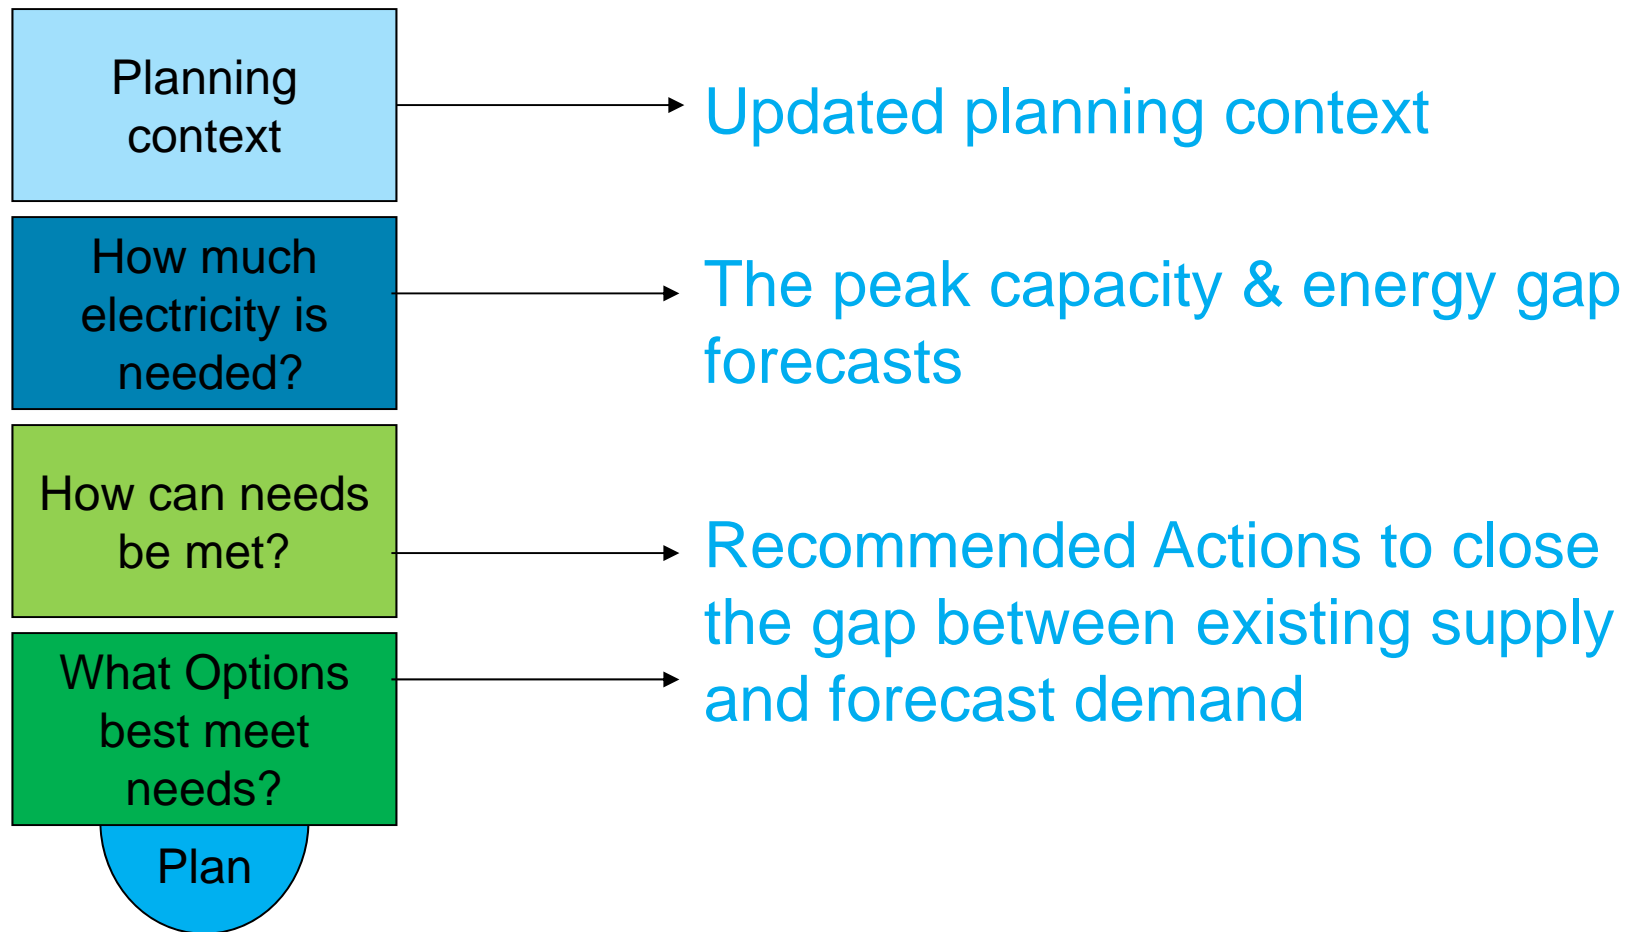 Planning
context
Updated planning context
How much
electricity is
needed?
The peak capacity & energy gap
forecasts
How can needs
be met?
What Options
best meet
needs?
Recommended Actions to close
the gap between existing supply
and forecast demand
Plan